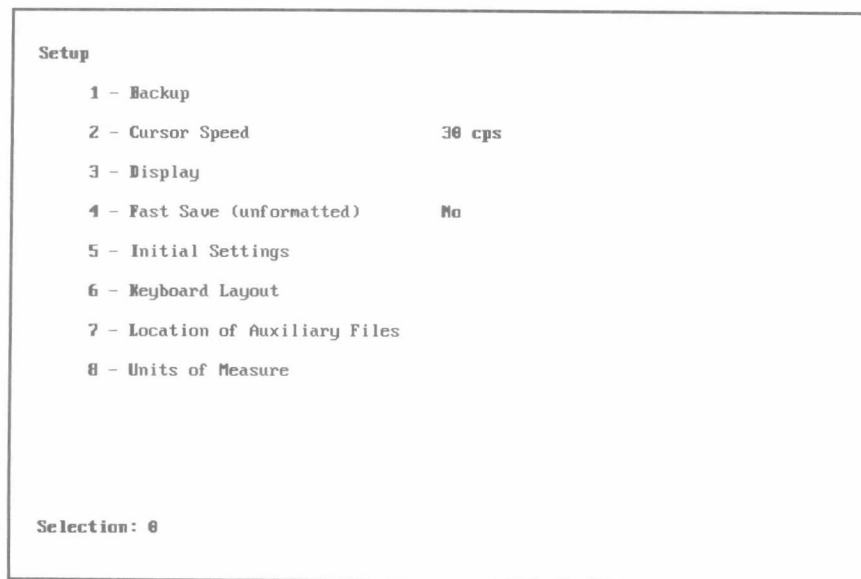 Setup
1 - Backup
2 - Cursor Speed 30 cps
3 - Display
4 - Fast Save (unformatted) No
5 - Initial Settings
6 - Keyboard Layout
7 - Location of Auxiliary Files
8 - Units of Measure
Selection: 0